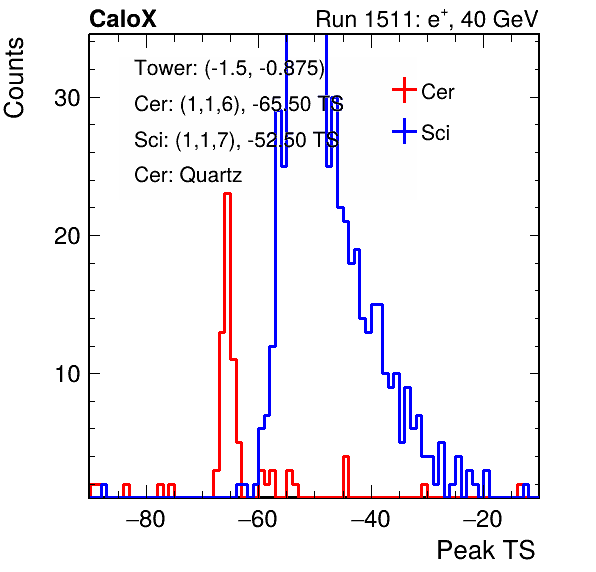 CaloX
Run 1511: e+, 40 GeV
Counts
Tower: (-1.5, -0.875)
Cer: (1,1,6), -65.50 TS
Sci: (1,1,7), -52.50 TS
Cer: Quartz
Cer
Sci
30
20
10
−80
−60
−40
−20
Peak TS